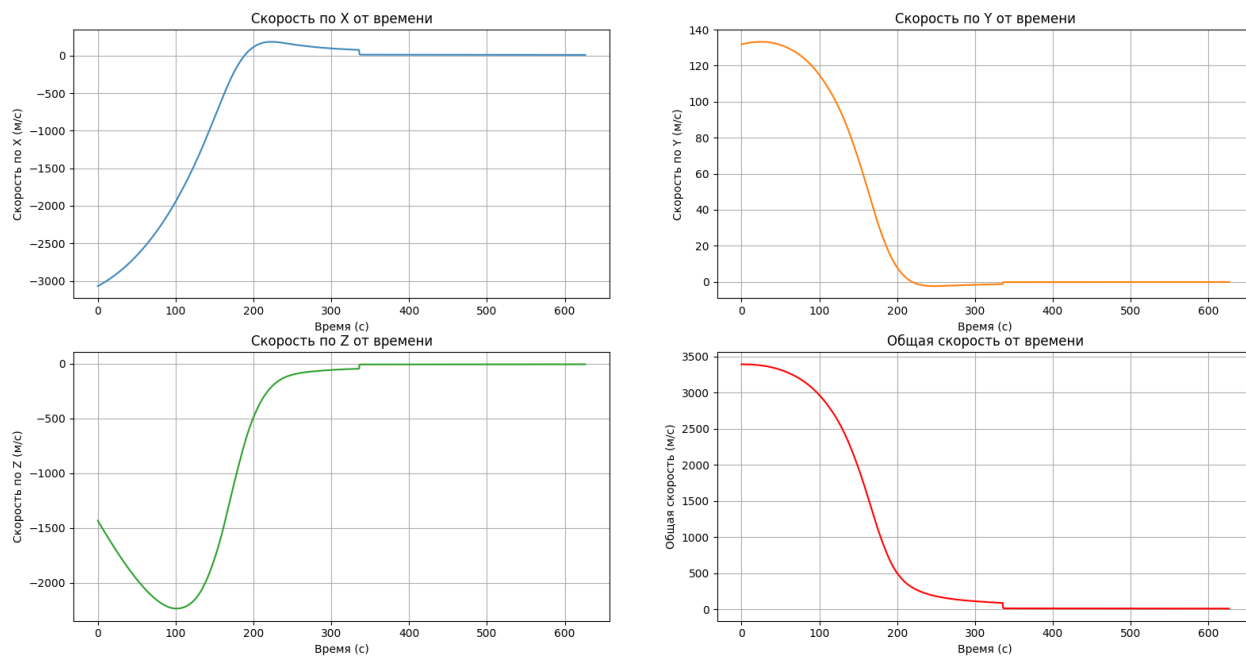 Скорость по X от времени
Скорость по X (м/с)
0
−500
−1000
−1500
−2000
−2500
−3000
0 100 200 300 400 500 600
Время (с)
Скорость по Y от времени
Скорость по Y (м/с)
140
120
100
80
60
40
20
0
0 100 200 300 400 500 600
Время (с)
Скорость по Z от времени
Скорость по Z (м/с)
0
−500
−1000
−1500
−2000
0 100 200 300 400 500 600
Время (с)
Общая скорость от времени
Общая скорость (м/с)
3500
3000
2500
2000
1500
1000
500
0
0 100 200 300 400 500 600
Время (с)